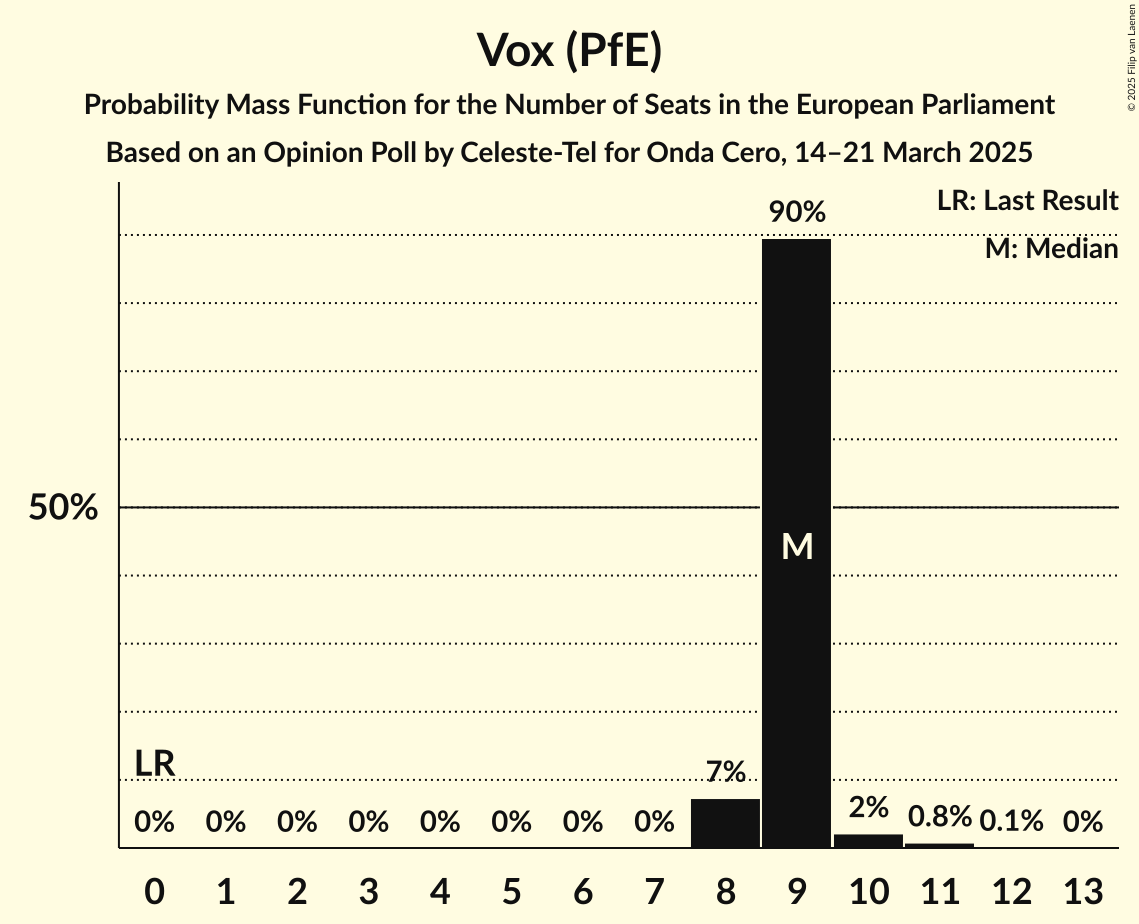 © 2025 Filip van Laenen
Vox (PfE)
Probability Mass Function for the Number of Seats in the European Parliament
Based on an Opinion Poll by Celeste-Tel for Onda Cero, 14–21 March 2025
LR: Last Result
M: Median
90%
50%
M
LR
7%
0% 0% 0% 0% 0% 0% 0% 0% 2% 0.8% 0.1% 0%
0 1 2 3 4 5 6 7 8 9 10 11 12 13